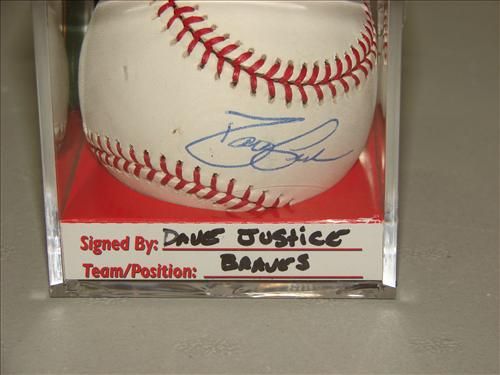 Signed By: DAVE JUSTICE
Team/Position: BRAVES